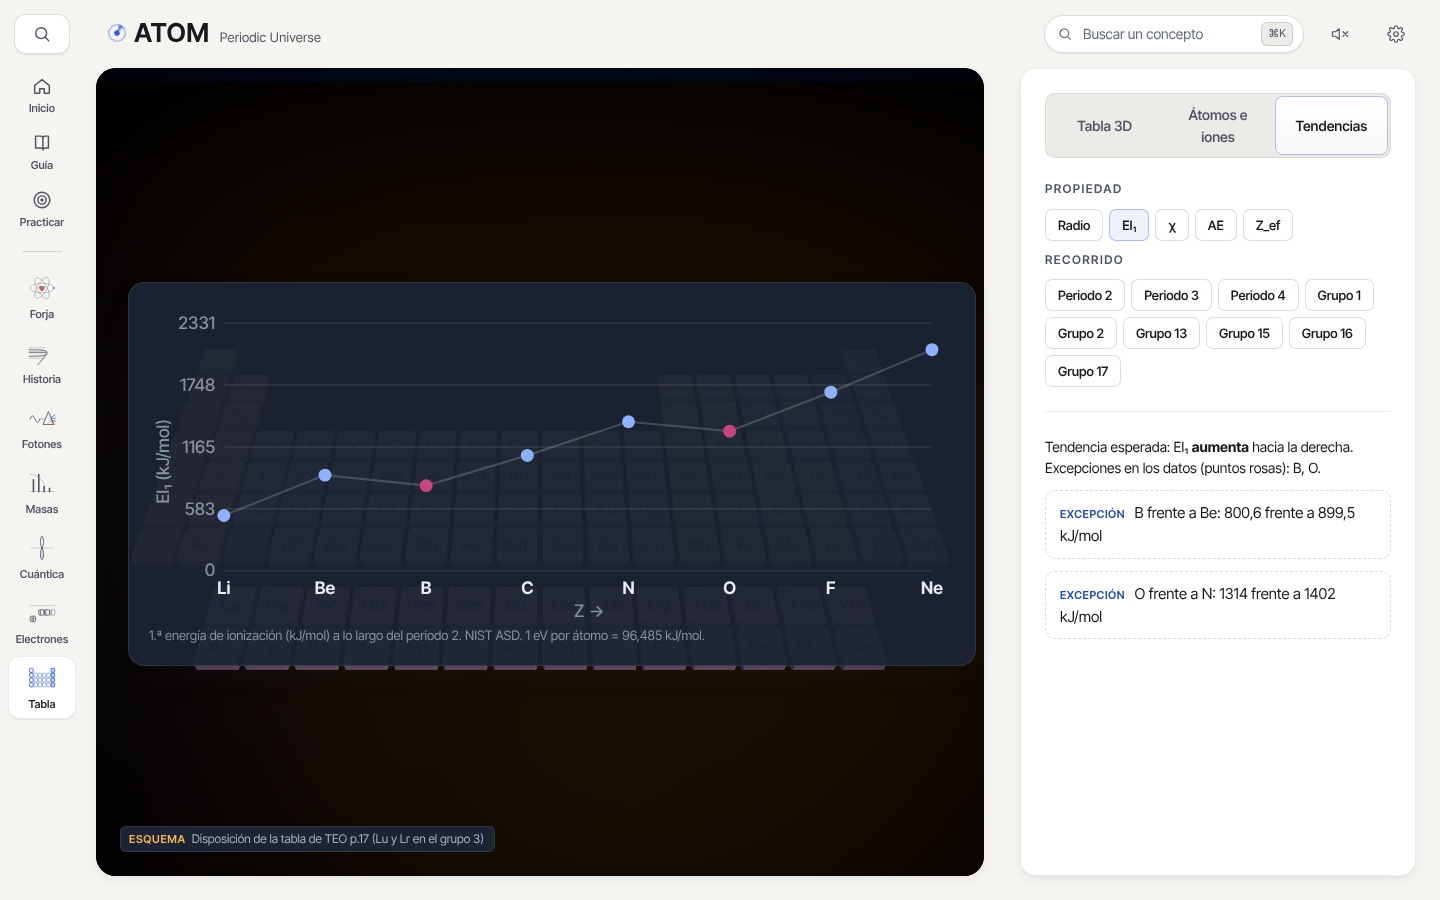 ATOM Periodic Universe
Buscar un concepto ⌘K
Inicio
Guía
Practicar
Forja
Historia
Fotones
Masas
Cuántica
Electrones
Tabla
2331
1748
1165
583
0
EI₁ (kJ/mol)
Li Be B C N O F Ne
Z →
1.ª energía de ionización (kJ/mol) a lo largo del periodo 2. NIST ASD. 1 eV por átomo = 96,485 kJ/mol.
ESQUEMA Disposición de la tabla de TEO p.17 (Lu y Lr en el grupo 3)
Tabla 3D
Átomos e
iones
Tendencias
PROPIEDAD
Radio EI₁ χ AE Z_ef
RECORRIDO
Periodo 2 Periodo 3 Periodo 4 Grupo 1
Grupo 2 Grupo 13 Grupo 15 Grupo 16
Grupo 17
Tendencia esperada: EI₁ aumenta hacia la derecha.
Excepciones en los datos (puntos rosas): B, O.
EXCEPCIÓN B frente a Be: 800,6 frente a 899,5
kJ/mol
EXCEPCIÓN O frente a N: 1314 frente a 1402
kJ/mol